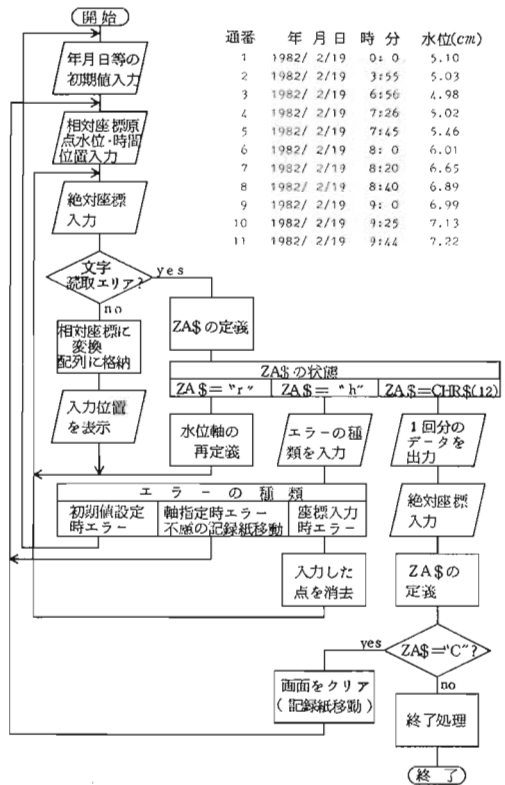 開始
年月日等の
初期値入力
相対座標原
点水位・時間
位置入力
絶対座標
入力
文字
読取エリア?
yes
no
相対座標に
変換
配列に格納
入力位置
を表示
ZA$の定義
ZA$の状態
ZA$="r"
ZA$="h"
ZA$=CHR$(12)
水位軸の
再定義
エラーの種
類を入力
1回分の
データを
出力
エラーの種類
初期値設定
時エラー
軸指定時エラー
不慮の記録紙移動
座標入力
時エラー
絶対座標
入力
入力した
点を消去
ZA$の
定義
ZA$="C"?
yes
no
画面をクリア
(記録紙移動)
終了処理
終了
通番 年月日 時分 水位(cm)
1 1982/ 2/19 0: 0 5.10
2 1982/ 2/19 3:55 5.03
3 1982/ 2/19 6:56 4.98
4 1982/ 2/19 7:26 5.02
5 1982/ 2/19 7:45 5.46
6 1982/ 2/19 8: 0 6.01
7 1982/ 2/19 8:20 6.65
8 1982/ 2/19 8:40 6.89
9 1982/ 2/19 9: 0 6.99
10 1982/ 2/19 9:25 7.13
11 1982/ 2/19 9:44 7.22